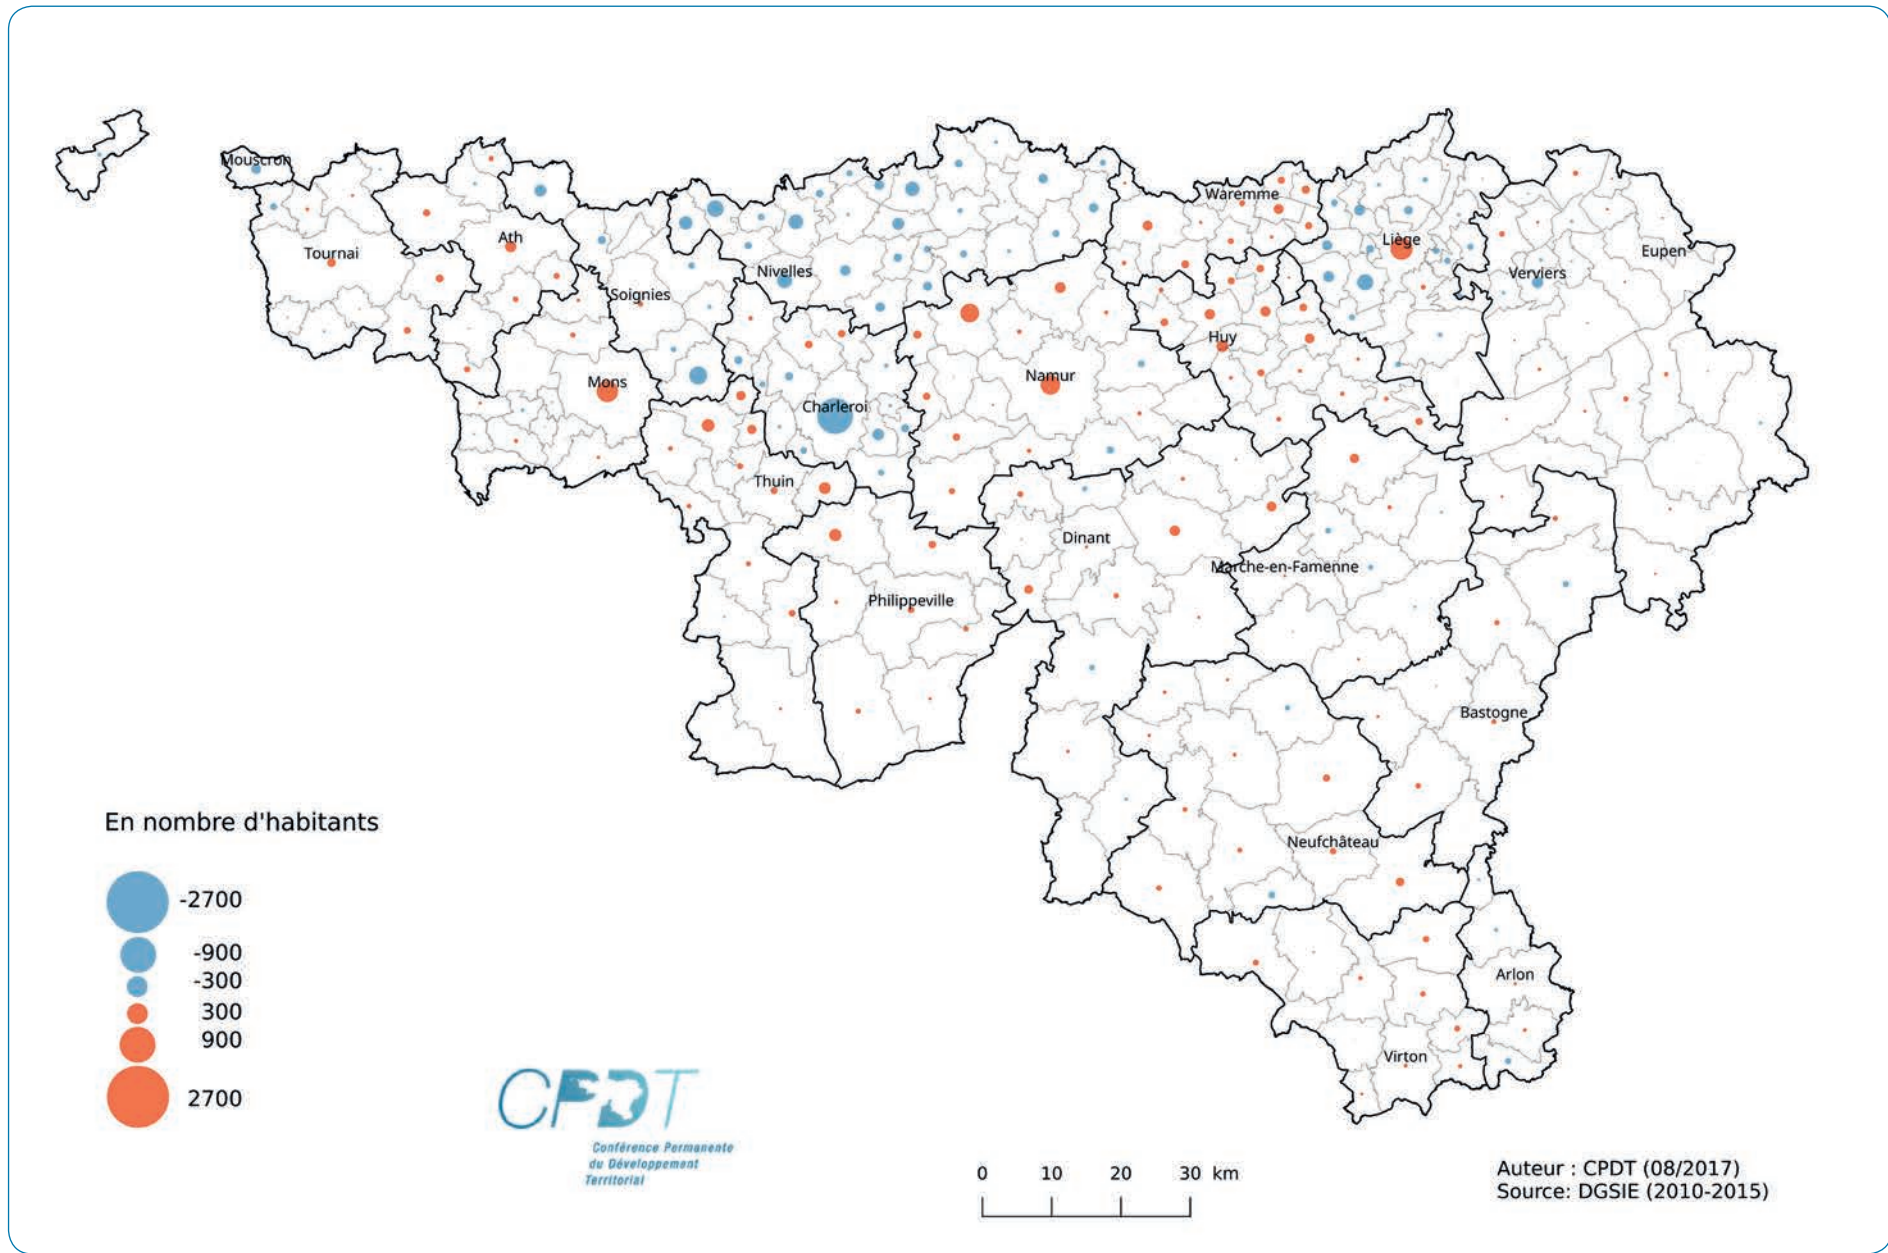 Mouscron
Waremme
Ath
Liège
Tournai
Eupen
Nivelles
Verviers
Soignies
Huy
Namur
Mons
Charleroi
Thuin
Dinant
Marche-en-Famenne
Philippeville
Bastogne
Neufchâteau
Arlon
Virton
En nombre d'habitants
-2700
-900
-300
300
900
2700
CPDT
Conférence Permanente
du Développement
Territorial
0 10 20 30 km
Auteur : CPDT (08/2017)
Source: DGSIE (2010-2015)